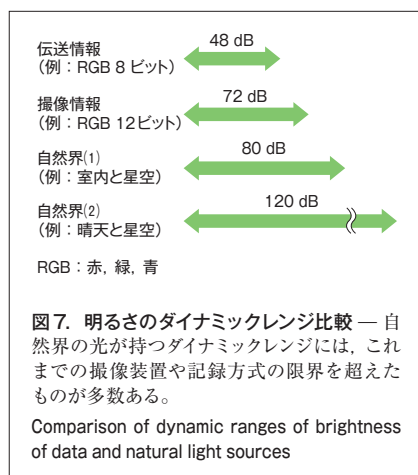 伝送情報
（例：RGB 8 ビット）
48 dB
撮像情報
（例：RGB 12ビット）
72 dB
自然界⑴
（例：室内と星空）
80 dB
自然界⑵
（例：晴天と星空）
120 dB
RGB：赤，緑，青
図7．明るさのダイナミックレンジ比較 — 自
然界の光が持つダイナミックレンジには，これ
までの撮像装置や記録方式の限界を超えた
ものが多数ある。
Comparison of dynamic ranges of brightness
of data and natural light sources